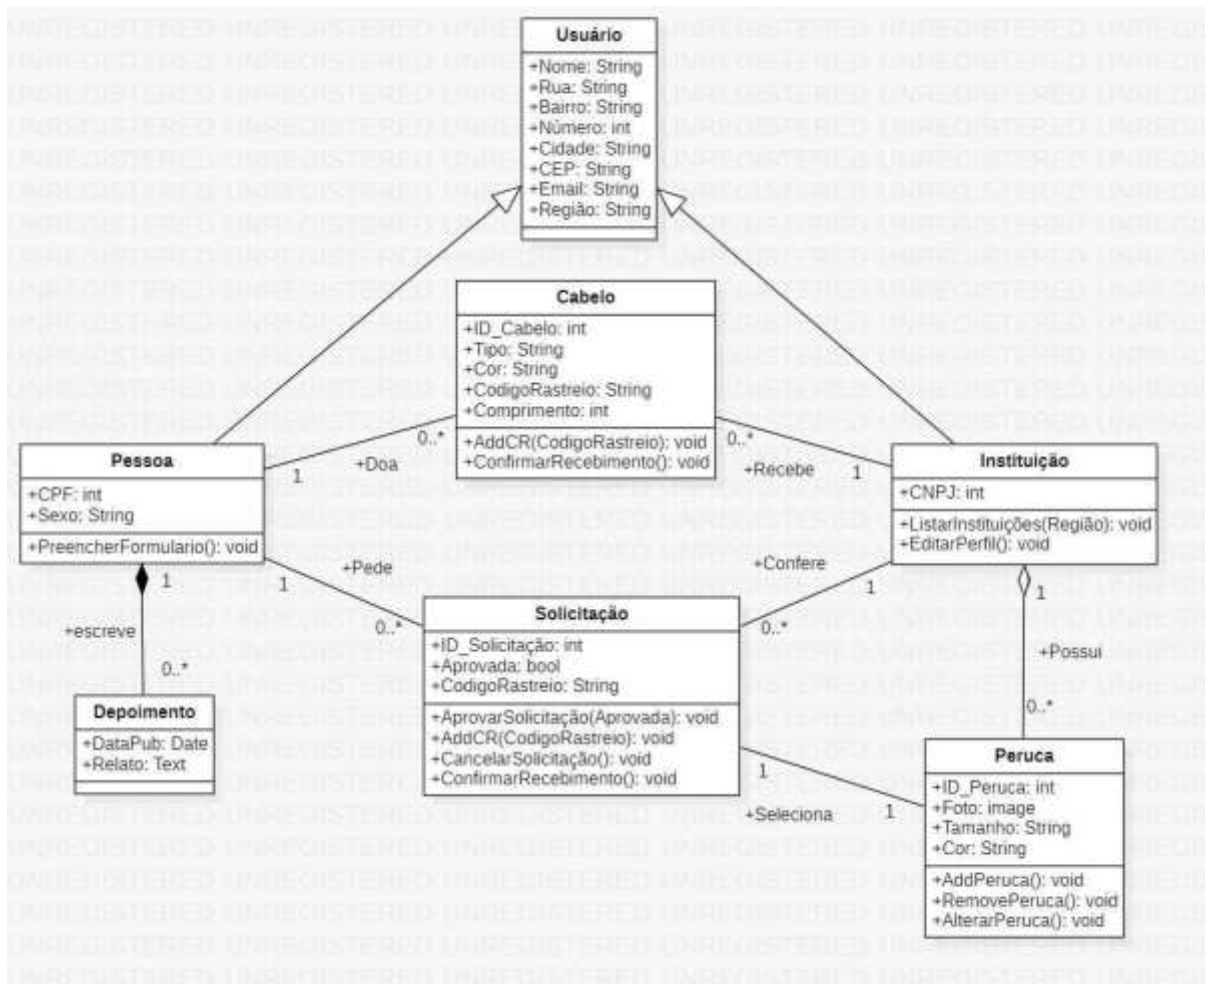 Usuário
+Nome: String
+Rua: String
+Bairro: String
+Número: int
+Cidade: String
+CEP: String
+Email: String
+Região: String
Cabelo
+ID_Cabelo: int
+Tipo: String
+Cor: String
+CodigoRastreio: String
+Comprimento: int
+AddCR(CodigoRastreio): void
+ConfirmarRecebimento(): void
0..*
+Doa
1
0..*
+Recebe
1
Pessoa
+CPF: int
+Sexo: String
+PreencherFormulario(): void
Instituição
+CNPJ: int
+ListarInstituições(Região): void
+EditarPerfil(): void
1
+escreve
0..*
1
+Pede
0..*
+Confere
1
0..*
1
+Possui
0..*
Solicitação
+ID_Solicitação: int
+Aprovada: bool
+CodigoRastreio: String
+AprovarSolicitação(Aprovada): void
+AddCR(CodigoRastreio): void
+CancelarSolicitação(): void
+ConfirmarRecebimento(): void
Depoimento
+DataPub: Date
+Relato: Text
1
+Seleciona
1
Peruca
+ID_Peruca: int
+Foto: image
+Tamanho: String
+Cor: String
+AddPeruca(): void
+RemovePeruca(): void
+AlterarPeruca(): void
UNREGISTERED